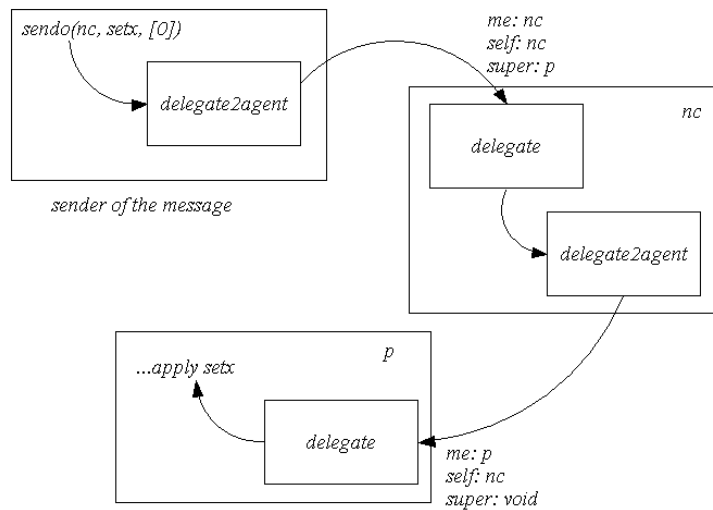 sendo(nc, setx, [0])
delegate2agent
sender of the message
me: nc
self: nc
super: p
nc
delegate
delegate2agent
p
...apply setx
delegate
me: p
self: nc
super: void